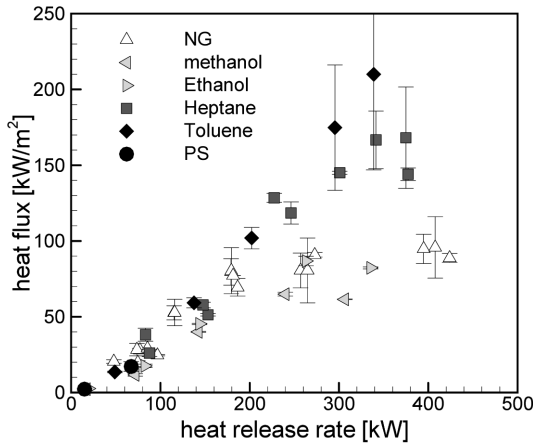 250
200
150
100
50
0
heat flux [kW/m²]
NG
methanol
Ethanol
Heptane
Toluene
PS
0 100 200 300 400 500
heat release rate [kW]